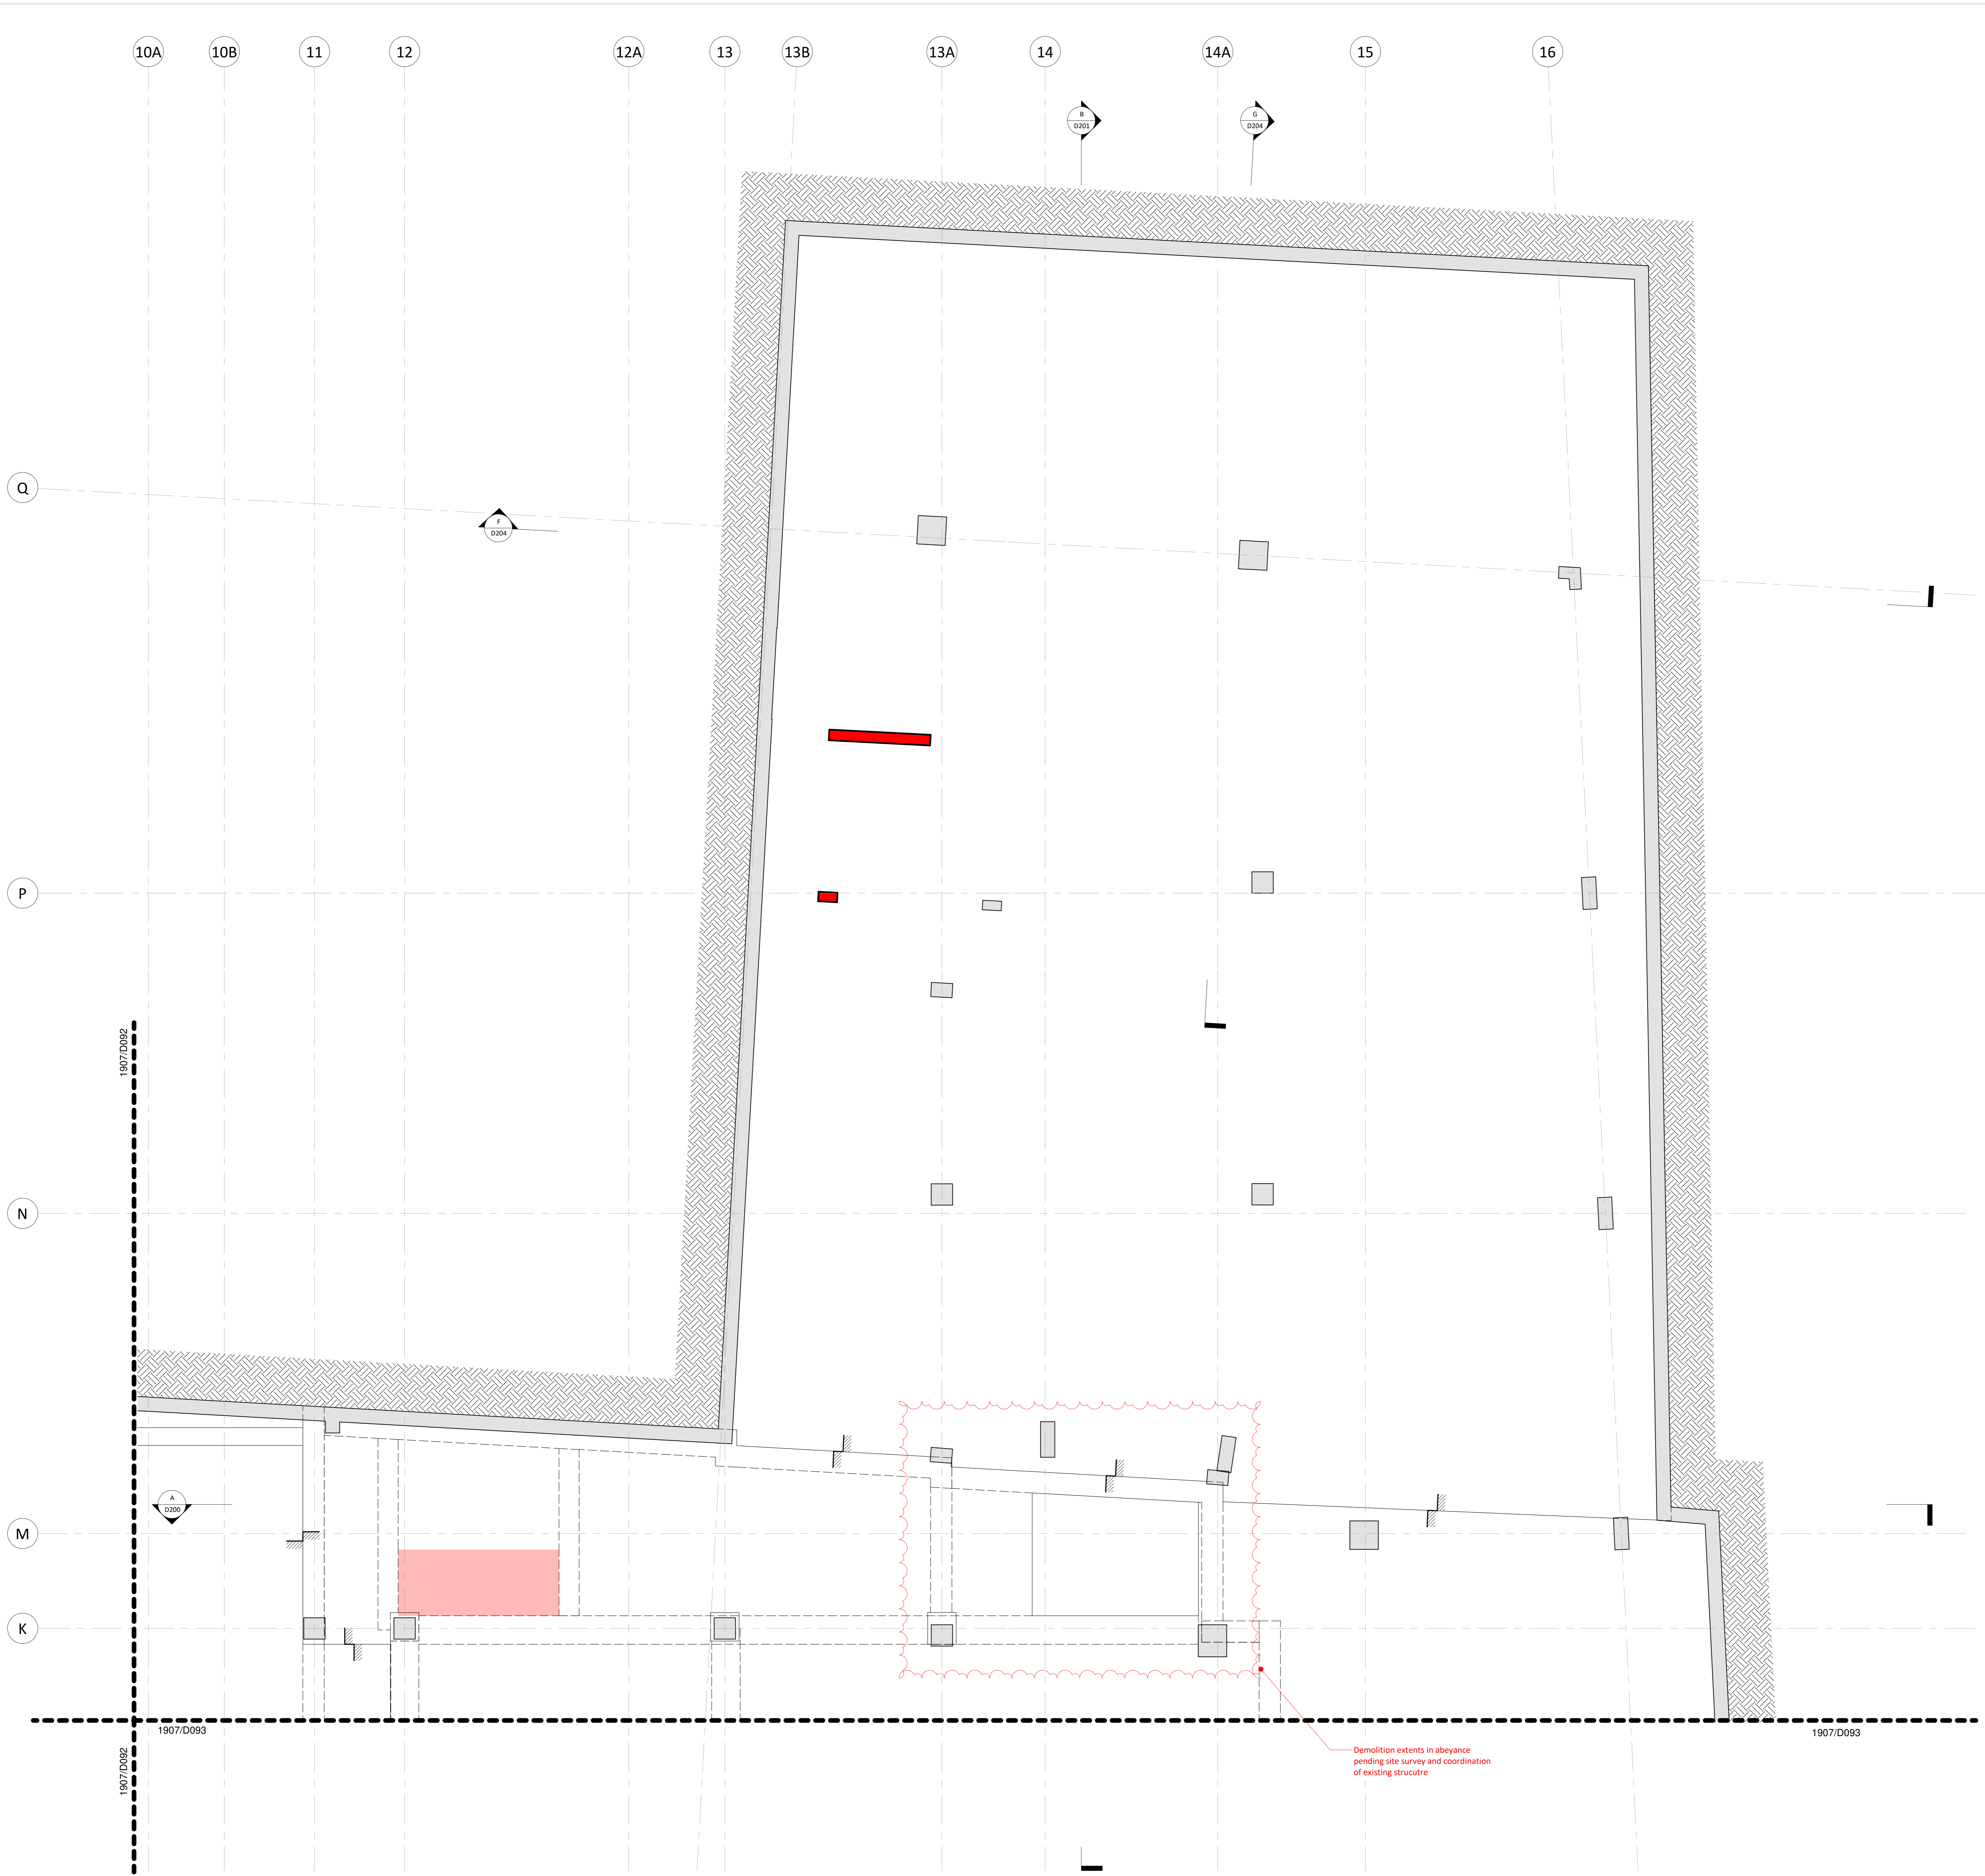 10A 10B 11 12 12A 13 13B 13A 14 14A 15 16
B
D201
G
D204
Q
F
D204
P
1907/D092
N
A
D200
M
K
1907/D093
1907/D093
1907/D092
Demolition extents in abeyance
pending site survey and coordination
of existing strucutre